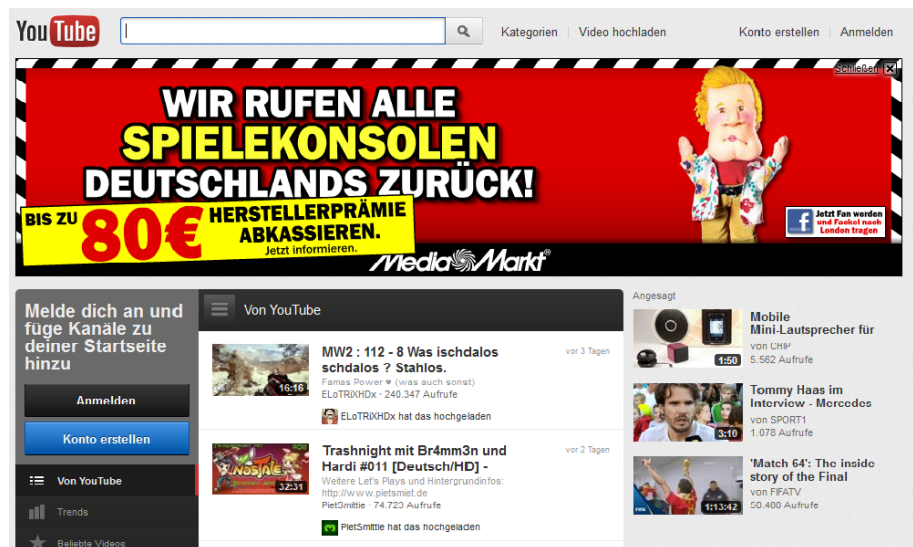 YouTube
Kategorien | Video hochladen
Konto erstellen | Anmelden
Schließen X
WIR RUFEN ALLE
SPIELEKONSOLEN
DEUTSCHLANDS ZURÜCK!
BIS ZU 80€ HERSTELLERPRÄMIE
ABKASSIEREN.
Jetzt informieren.
Jetzt Fan werden
und Fackel nach
London tragen
Media Markt®
Melde dich an und
füge Kanäle zu
deiner Startseite
hinzu
Anmelden
Konto erstellen
Von YouTube
Trends
Beliebte Videos
Von YouTube
16:16
MW2 : 112 - 8 Was ischdalos
schdalos ? Stahlos.
vor 3 Tagen
Famas Power ♥ (was auch sonst)
ELoTRiXHDx · 240.347 Aufrufe
ELoTRiXHDx hat das hochgeladen
NOSTALE
32:31
Trashnight mit Br4mm3n und
Hardi #011 [Deutsch/HD] -
vor 2 Tagen
Weitere Let's Plays und Hintergrundinfos:
http://www.pietsmiet.de
PietSmittie · 74.723 Aufrufe
PietSmittie hat das hochgeladen
Angesagt
1:50
Mobile
Mini-Lautsprecher für
von CHIP
5.562 Aufrufe
3:10
Tommy Haas im
Interview - Mercedes
von SPORT1
1.078 Aufrufe
1:13:42
'Match 64': The inside
story of the Final
von FIFATV
Aufrufe